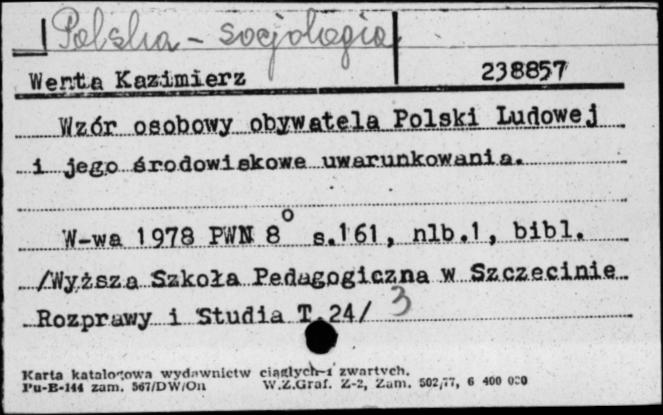 Polska - socjologia
Wenta Kazimierz 238857
Wzór osobowy obywatela Polski Ludowej
i jego środowiskowe uwarunkowania.
W-wa 1978 PWN 8° s.161, nlb.1, bibl.
/Wyższa Szkoła Pedagogiczna w Szczecinie
Rozprawy i Studia T.24/ 3
Karta katalogowa wydawnictw ciągłych i zwartych.
Pu-B-144 zam. 567/DW/On W.Z.Graf. Z-2, Zam. 502/77, 6 400 000